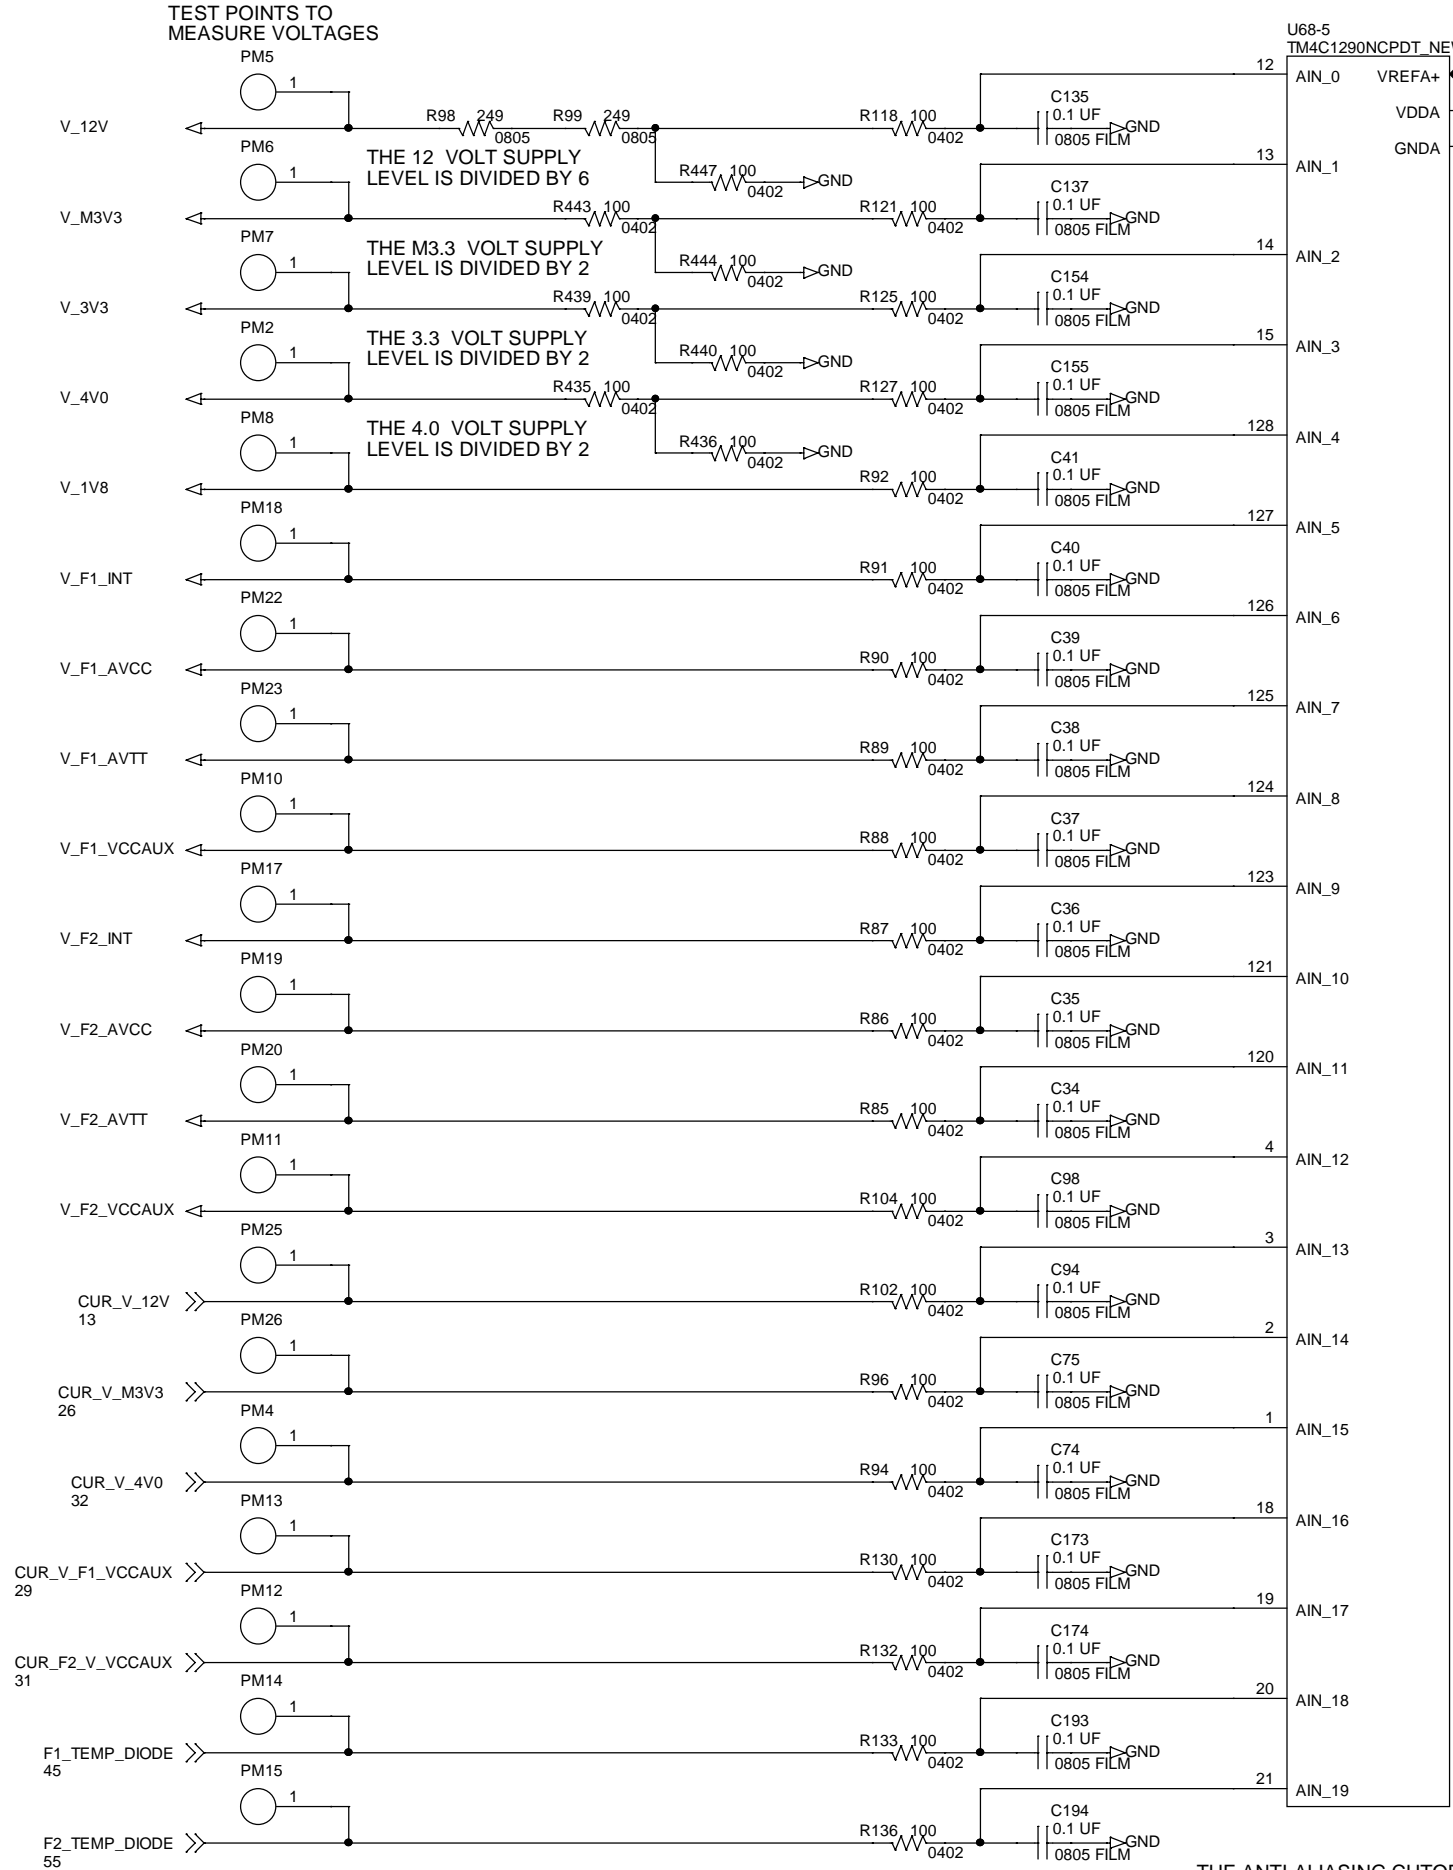 TEST POINTS TO
MEASURE VOLTAGES
U68-5
PM5
1
12
AIN_0
VREFA+
V_12V
R98 249
0805
R99 249
0805
R118 100
0402
C135
0.1 UF
0805 FILM
GND
VDDA
GNDA
PM6
1
THE 12 VOLT SUPPLY
LEVEL IS DIVIDED BY 6
R447 100
0402
GND
13
AIN_1
V_M3V3
R443 100
0402
R121 100
0402
C137
0.1 UF
0805 FILM
GND
PM7
1
THE M3.3 VOLT SUPPLY
LEVEL IS DIVIDED BY 2
R444 100
0402
GND
14
AIN_2
V_3V3
R439 100
0402
R125 100
0402
C154
0.1 UF
0805 FILM
GND
PM2
1
THE 3.3 VOLT SUPPLY
LEVEL IS DIVIDED BY 2
R440 100
0402
GND
15
AIN_3
V_4V0
R435 100
0402
R127 100
0402
C155
0.1 UF
0805 FILM
GND
PM8
1
THE 4.0 VOLT SUPPLY
LEVEL IS DIVIDED BY 2
R436 100
0402
GND
128
AIN_4
V_1V8
R92 100
0402
C41
0.1 UF
0805 FILM
GND
PM18
1
127
AIN_5
V_F1_INT
R91 100
0402
C40
0.1 UF
0805 FILM
GND
PM22
1
126
AIN_6
V_F1_AVCC
R90 100
0402
C39
0.1 UF
0805 FILM
GND
PM23
1
125
AIN_7
V_F1_AVTT
R89 100
0402
C38
0.1 UF
0805 FILM
GND
PM10
1
124
AIN_8
V_F1_VCCAUX
R88 100
0402
C37
0.1 UF
0805 FILM
GND
PM17
1
123
AIN_9
V_F2_INT
R87 100
0402
C36
0.1 UF
0805 FILM
GND
PM19
1
121
AIN_10
V_F2_AVCC
R86 100
0402
C35
0.1 UF
0805 FILM
GND
PM20
1
120
AIN_11
V_F2_AVTT
R85 100
0402
C34
0.1 UF
0805 FILM
GND
PM11
1
4
AIN_12
V_F2_VCCAUX
R104 100
0402
C98
0.1 UF
0805 FILM
GND
PM25
1
3
AIN_13
CUR_V_12V
13
R102 100
0402
C94
0.1 UF
0805 FILM
GND
PM26
1
2
AIN_14
CUR_V_M3V3
26
R96 100
0402
C75
0.1 UF
0805 FILM
GND
PM4
1
1
AIN_15
CUR_V_4V0
32
R94 100
0402
C74
0.1 UF
0805 FILM
GND
PM13
1
18
AIN_16
CUR_V_F1_VCCAUX
29
R130 100
0402
C173
0.1 UF
0805 FILM
GND
PM12
1
19
AIN_17
CUR_F2_V_VCCAUX
31
R132 100
0402
C174
0.1 UF
0805 FILM
GND
PM14
1
20
AIN_18
F1_TEMP_DIODE
45
R133 100
0402
C193
0.1 UF
0805 FILM
GND
PM15
1
21
AIN_19
F2_TEMP_DIODE
55
R136 100
0402
C194
0.1 UF
0805 FILM
GND